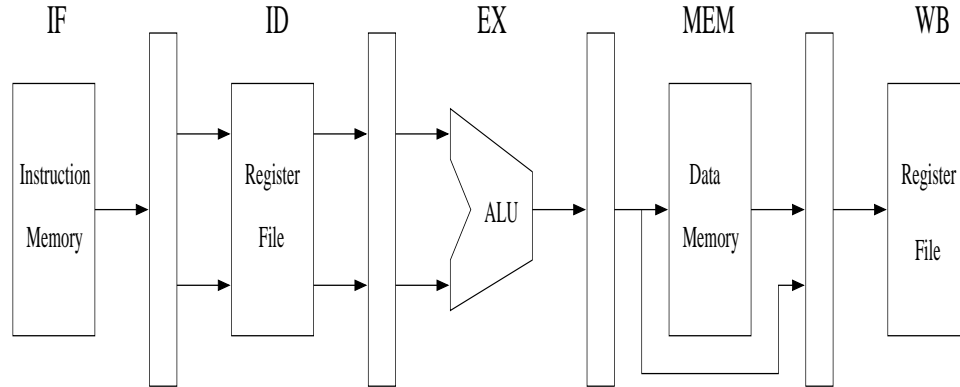 IF
ID
EX
MEM
WB
Instruction
Memory
Register
File
ALU
Data
Memory
Register
File